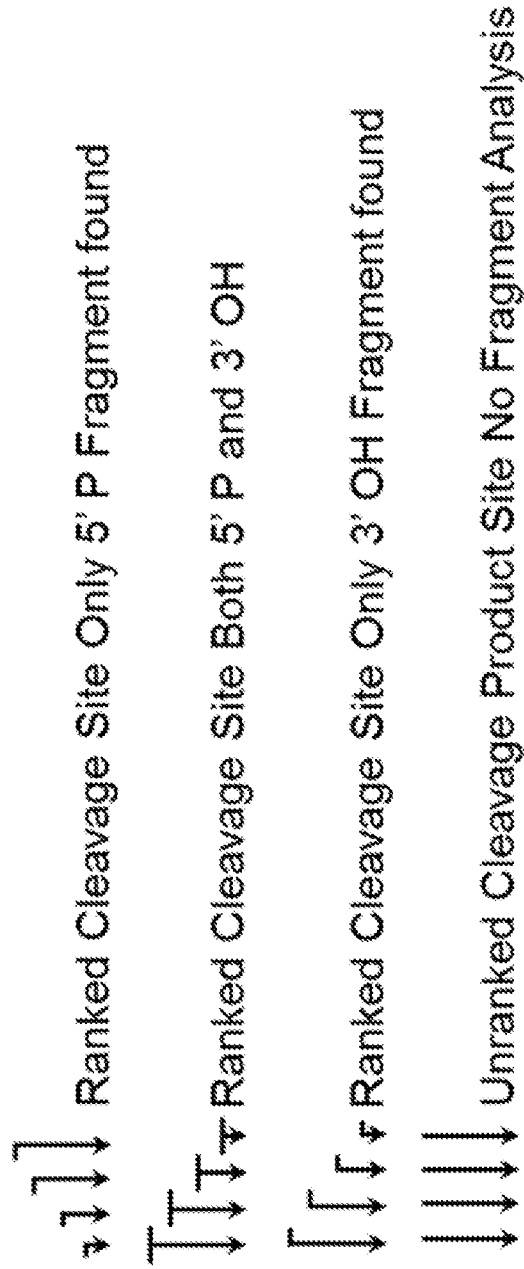 Ranked Cleavage Site Only 5' P Fragment found
Ranked Cleavage Site Both 5' P and 3' OH
Ranked Cleavage Site Only 3' OH Fragment found
Unranked Cleavage Product Site No Fragment Analysis